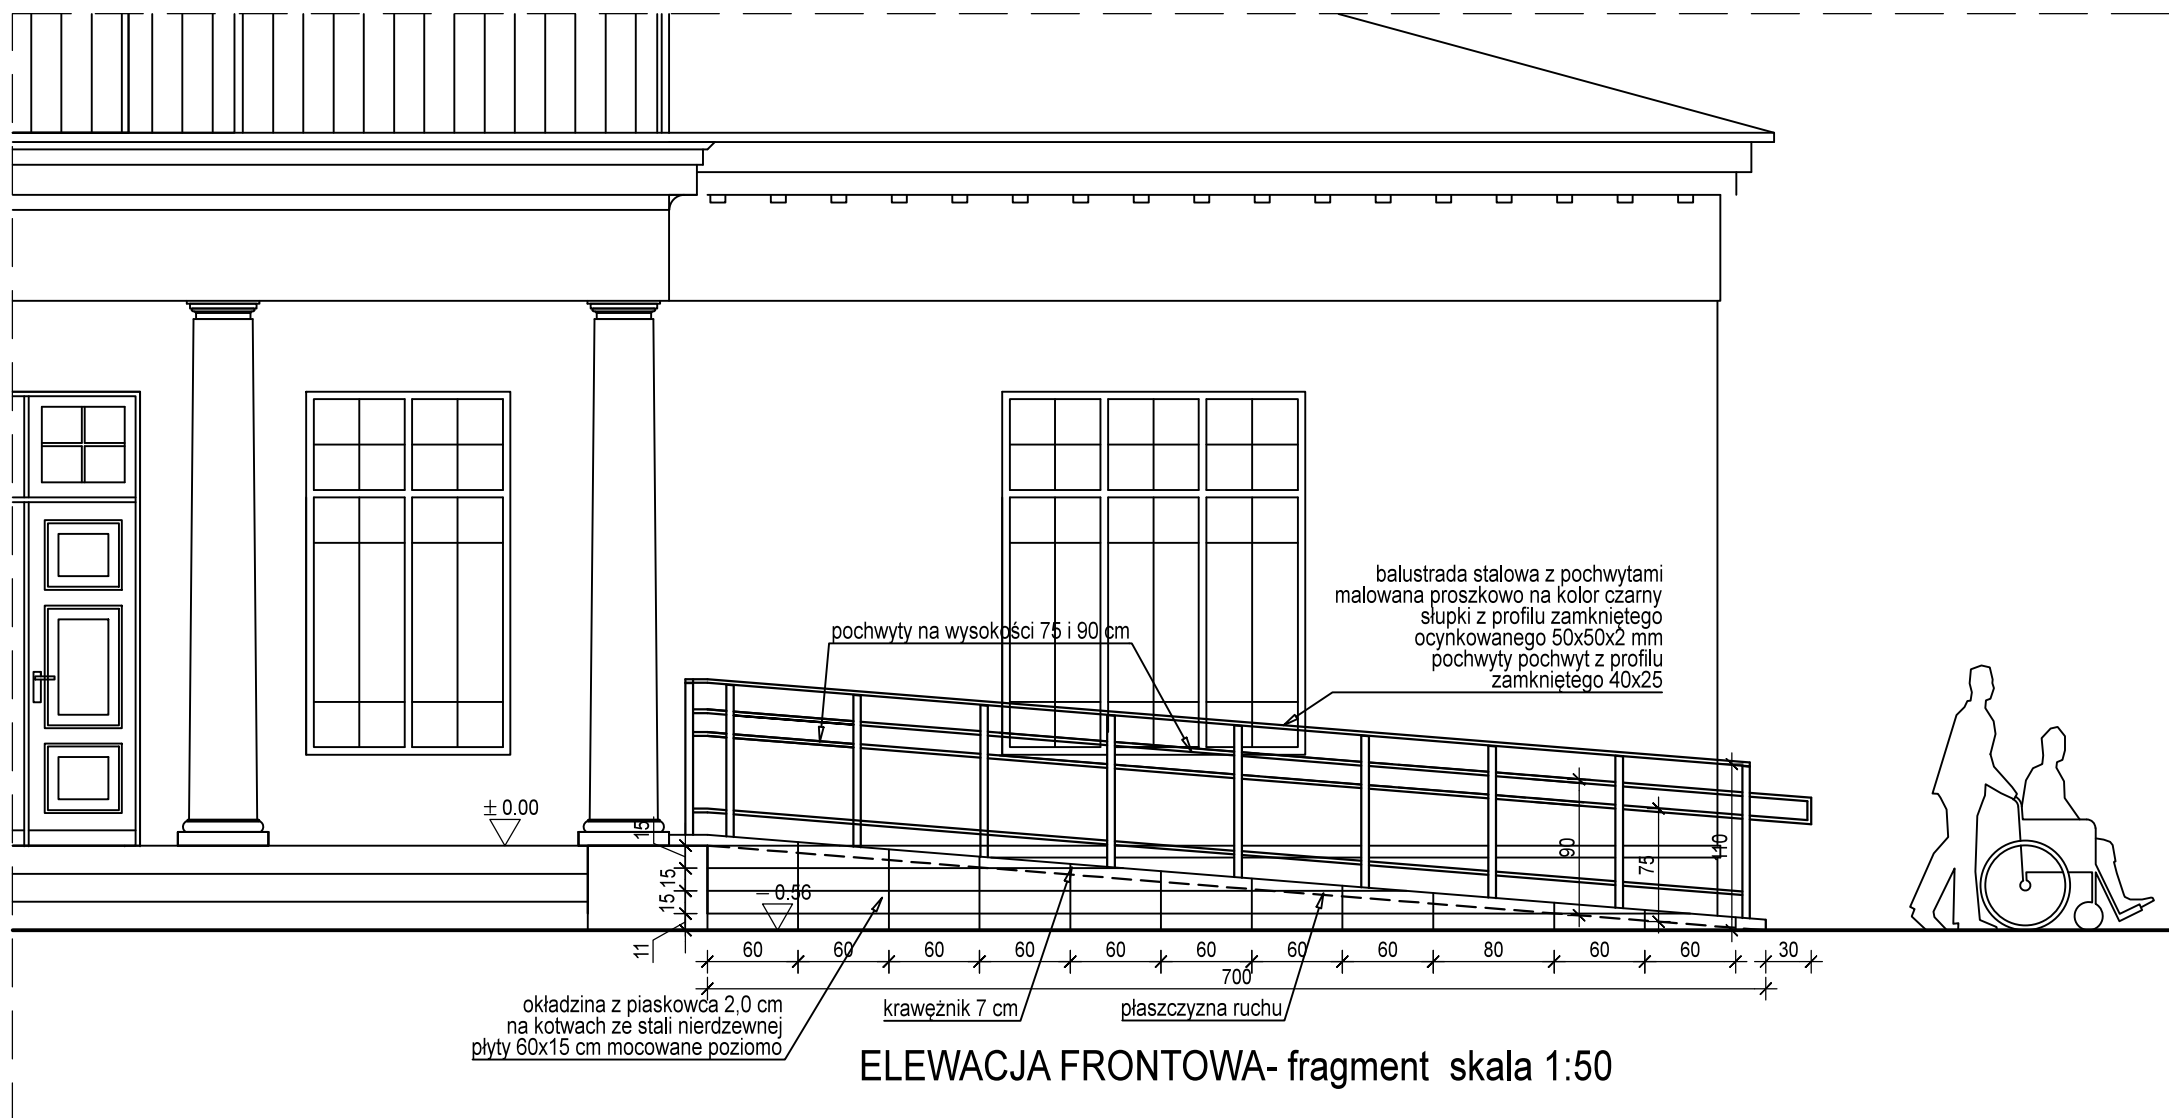 balustrada stalowa z pochwytami
malowana proszkowo na kolor czarny
słupki z profilu zamkniętego
ocynkowanego 50x50x2 mm
pochwyty pochwyt z profilu
zamkniętego 40x25
pochwyty na wysokości 75 i 90 cm
± 0.00
15
90
75
110
15 15
- 0.56
11
60 60 60 60 60 60 60 60 80 60 60 30
700
okładzina z piaskowca 2,0 cm
na kotwach ze stali nierdzewnej
płyty 60x15 cm mocowane poziomo
krawężnik 7 cm
płaszczyzna ruchu
ELEWACJA FRONTOWA- fragment skala 1:50